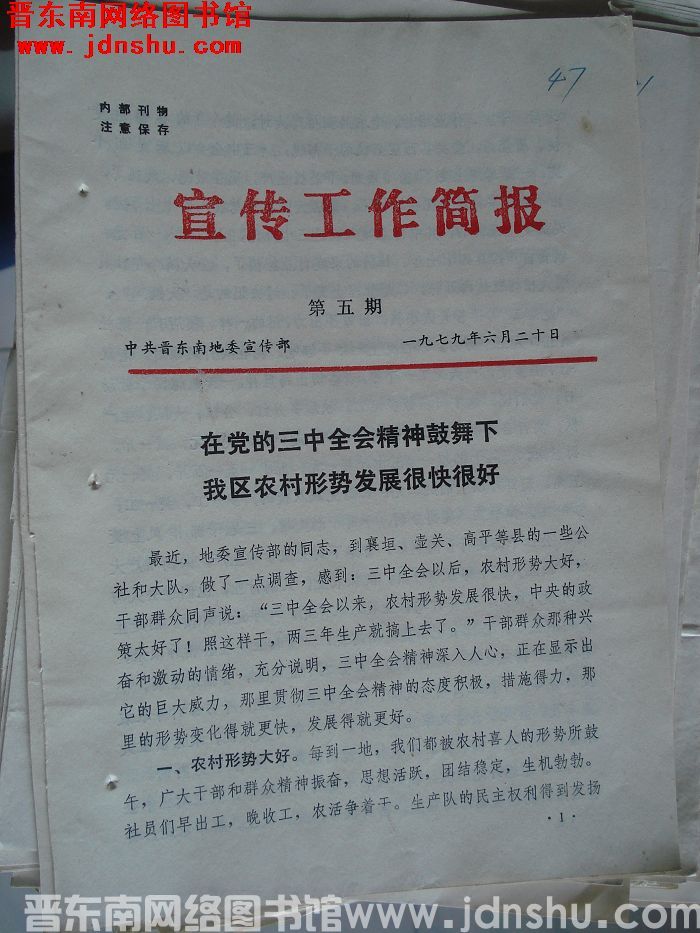 晋东南网络图书馆
www.jdnshu.com
47
内部刊物
注意保存
宣传工作简报
第五期
中共晋东南地委宣传部 一九七九年六月二十日
在党的三中全会精神鼓舞下
我区农村形势发展很快很好
最近，地委宣传部的同志，到襄垣、壶关、高平等县的一些公
社和大队，做了一点调查，感到：三中全会以后，农村形势大好，
干部群众同声说：“三中全会以来，农村形势发展很快，中央的政
策太好了！照这样干，两三年生产就搞上去了。”干部群众那种兴
奋和激动的情绪，充分说明，三中全会精神深入人心，正在显示出
它的巨大威力，那里贯彻三中全会精神的态度积极，措施得力，那
里的形势变化得就更快，发展得就更好。
一、农村形势大好。每到一地，我们都被农村喜人的形势所鼓
午，广大干部和群众精神振奋，思想活跃，团结稳定，生机勃勃。
社员们早出工，晚收工，农活争着干。生产队的民主权利得到发扬
·1·
晋东南网络图书馆 www.jdnshu.com